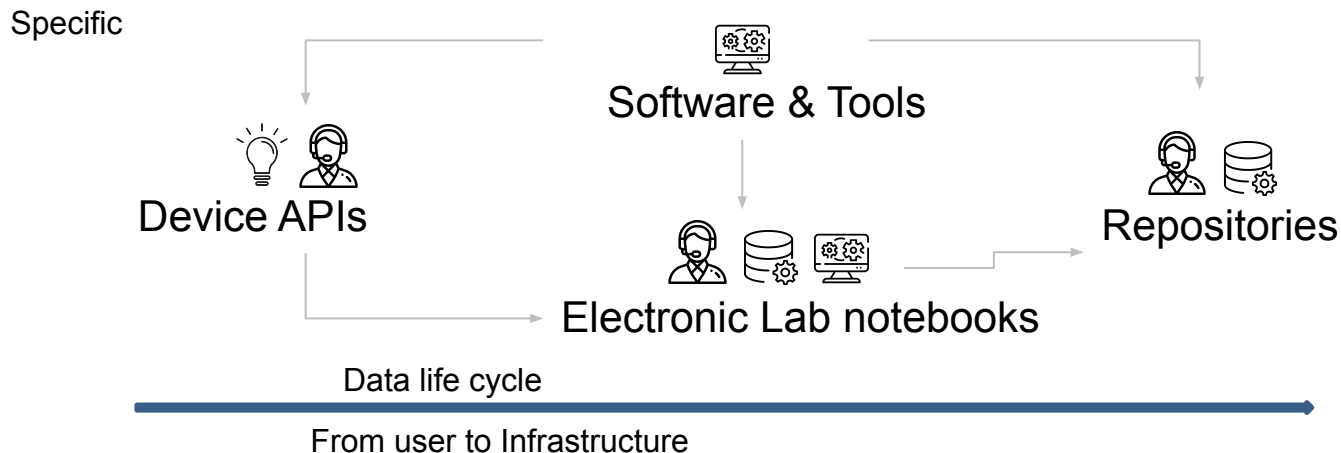 Specific
Software & Tools
Device APIs
Repositories
Electronic Lab notebooks
Data life cycle
From user to Infrastructure